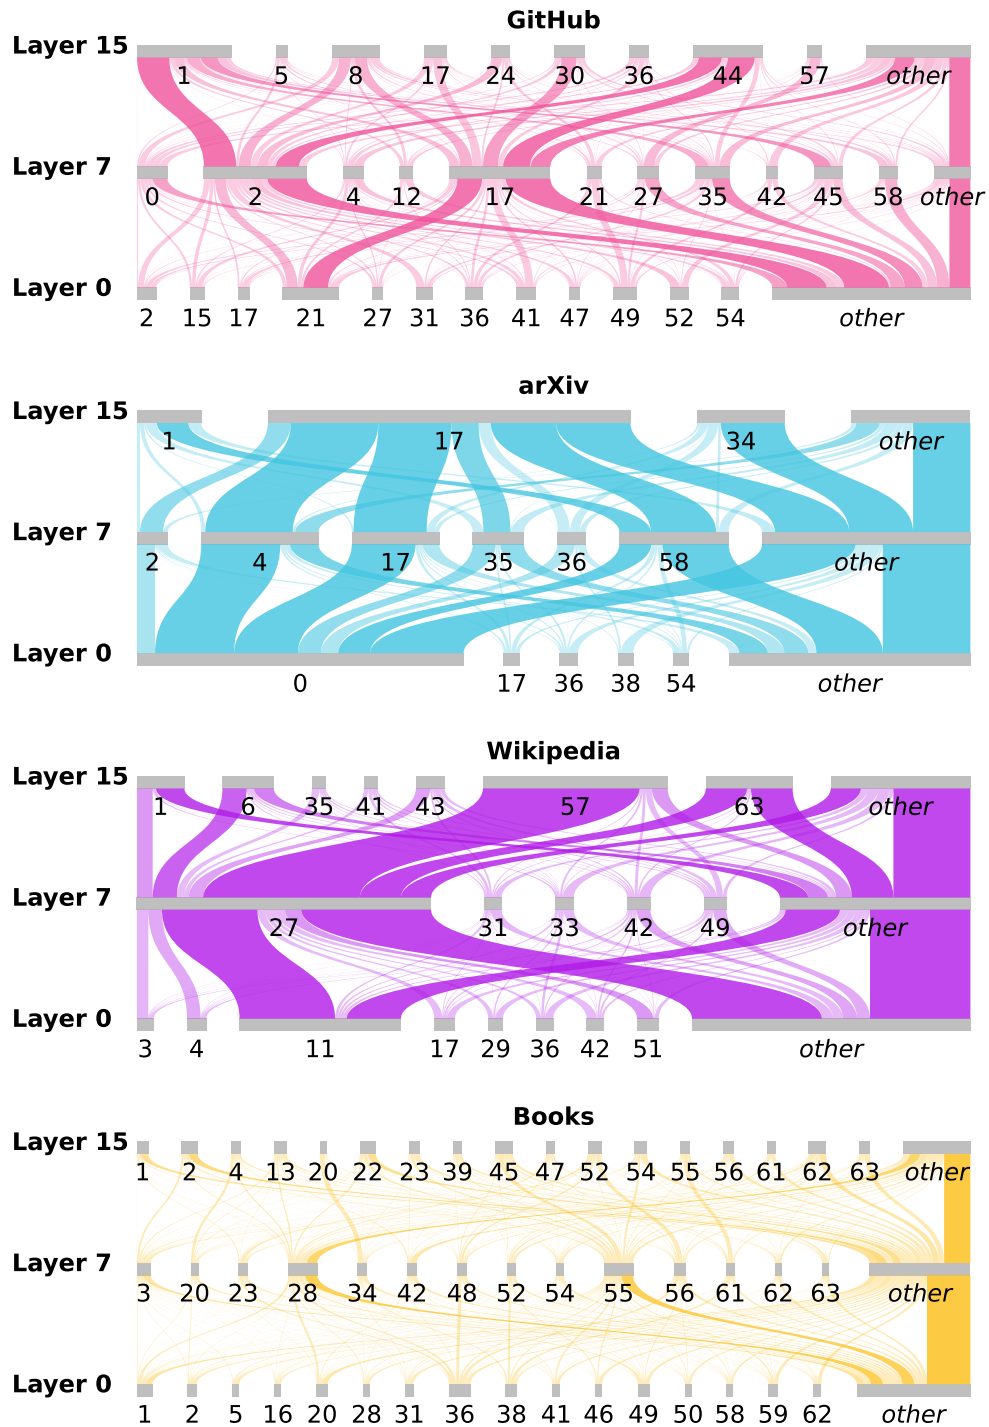 GitHub
Layer 15
1 5 8 17 24 30 36 44 57 other
Layer 7
0 2 4 12 17 21 27 35 42 45 58 other
Layer 0
2 15 17 21 27 31 36 41 47 49 52 54 other
arXiv
Layer 15
1 17 34 other
Layer 7
2 4 17 35 36 58 other
Layer 0
0 17 36 38 54 other
Wikipedia
Layer 15
1 6 35 41 43 57 63 other
Layer 7
27 31 33 42 49 other
Layer 0
3 4 11 17 29 36 42 51 other
Books
Layer 15
1 2 4 13 20 22 23 39 45 47 52 54 55 56 61 62 63 other
Layer 7
3 20 23 28 34 42 48 52 54 55 56 61 62 63 other
Layer 0
1 2 5 16 20 28 31 36 38 41 46 49 50 58 59 62 other